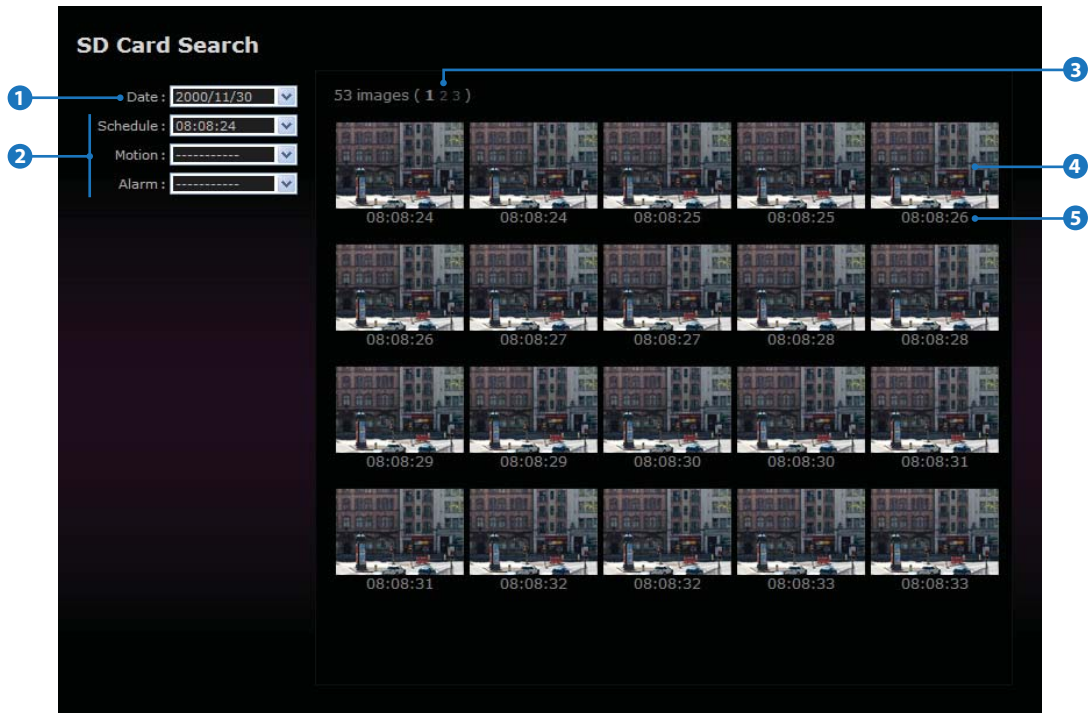 SD Card Search
1
Date : 2000/11/30
2
Schedule : 08:08:24
Motion : -----------
Alarm : -----------
3
53 images ( 1 2 3 )
4
08:08:24 08:08:24 08:08:25 08:08:25 08:08:26
5
08:08:26 08:08:27 08:08:27 08:08:28 08:08:28
08:08:29 08:08:29 08:08:30 08:08:30 08:08:31
08:08:31 08:08:32 08:08:32 08:08:33 08:08:33